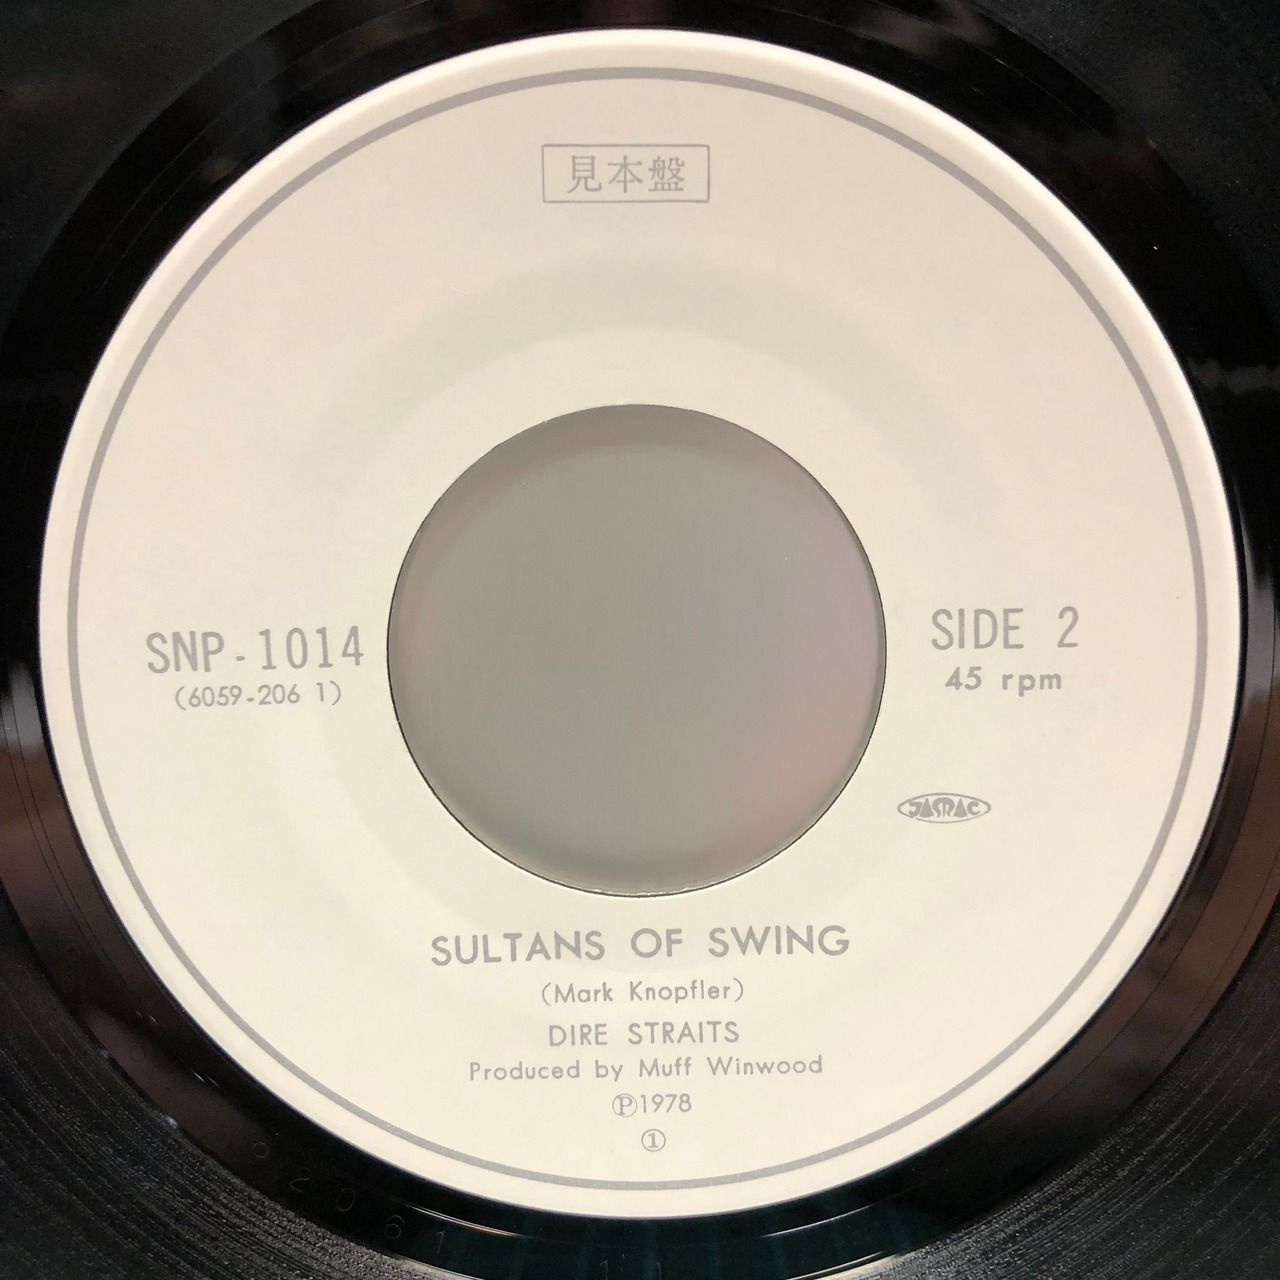 見本盤
SNP-1014
(6059-206 1)
SIDE 2
45 rpm
JASRAC
SULTANS OF SWING
(Mark Knopfler)
DIRE STRAITS
Produced by Muff Winwood
Ⓟ1978
①